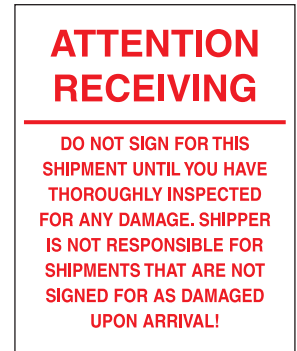 ATTENTION
RECEIVING
DO NOT SIGN FOR THIS
SHIPMENT UNTIL YOU HAVE
THOROUGHLY INSPECTED
FOR ANY DAMAGE. SHIPPER
IS NOT RESPONSIBLE FOR
SHIPMENTS THAT ARE NOT
SIGNED FOR AS DAMAGED
UPON ARRIVAL!